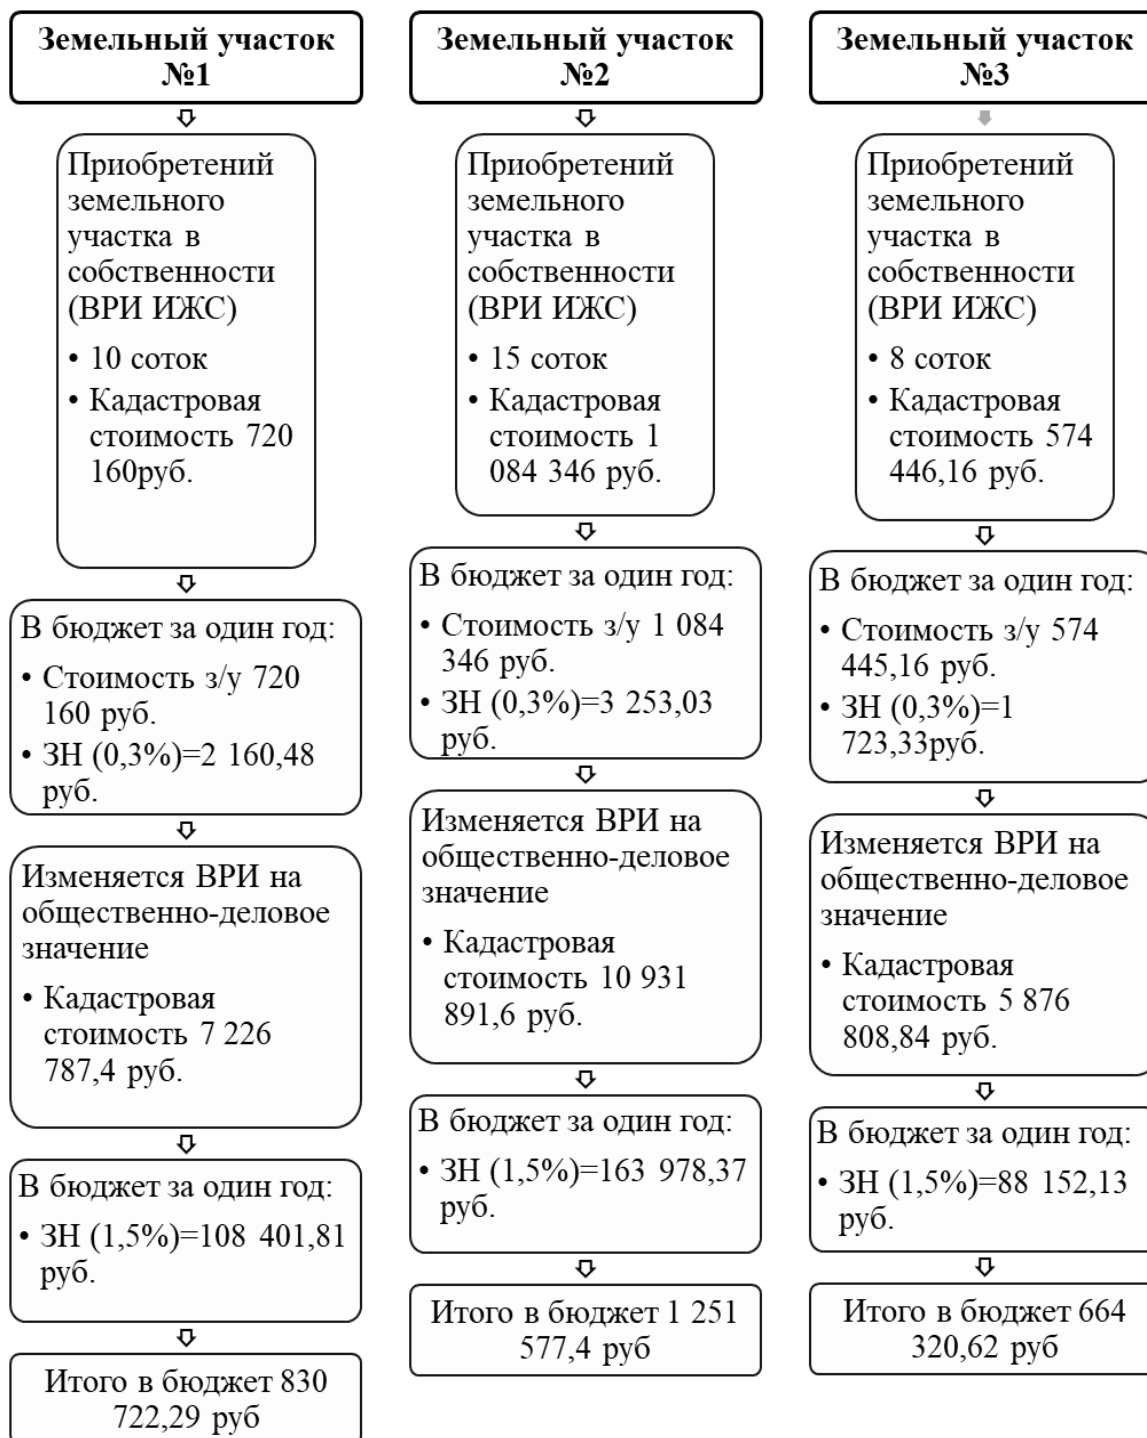 Земельный участок
№1
Приобретений
земельного
участка в
собственности
(ВРИ ИЖС)
• 10 соток
• Кадастровая
стоимость 720
160руб.
В бюджет за один год:
• Стоимость з/у 720
160 руб.
• ЗН (0,3%)=2 160,48
руб.
Изменяется ВРИ на
общественно-деловое
значение
• Кадастровая
стоимость 7 226
787,4 руб.
В бюджет за один год:
• ЗН (1,5%)=108 401,81
руб.
Итого в бюджет 830
722,29 руб
Земельный участок
№2
Приобретений
земельного
участка в
собственности
(ВРИ ИЖС)
• 15 соток
• Кадастровая
стоимость 1
084 346 руб.
В бюджет за один год:
• Стоимость з/у 1 084
346 руб.
• ЗН (0,3%)=3 253,03
руб.
Изменяется ВРИ на
общественно-деловое
значение
• Кадастровая
стоимость 10 931
891,6 руб.
В бюджет за один год:
• ЗН (1,5%)=163 978,37
руб.
Итого в бюджет 1 251
577,4 руб
Земельный участок
№3
Приобретений
земельного
участка в
собственности
(ВРИ ИЖС)
• 8 соток
• Кадастровая
стоимость 574
446,16 руб.
В бюджет за один год:
• Стоимость з/у 574
445,16 руб.
• ЗН (0,3%)=1
723,33руб.
Изменяется ВРИ на
общественно-деловое
значение
• Кадастровая
стоимость 5 876
808,84 руб.
В бюджет за один год:
• ЗН (1,5%)=88 152,13
руб.
Итого в бюджет 664
320,62 руб